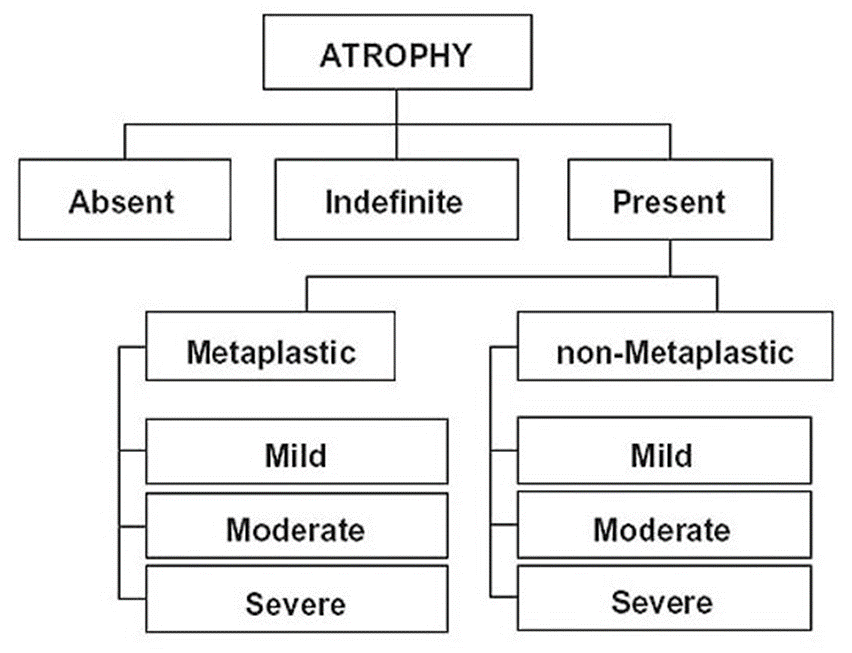 ATROPHY
Absent
Indefinite
Present
Metaplastic
non-Metaplastic
Mild
Mild
Moderate
Moderate
Severe
Severe